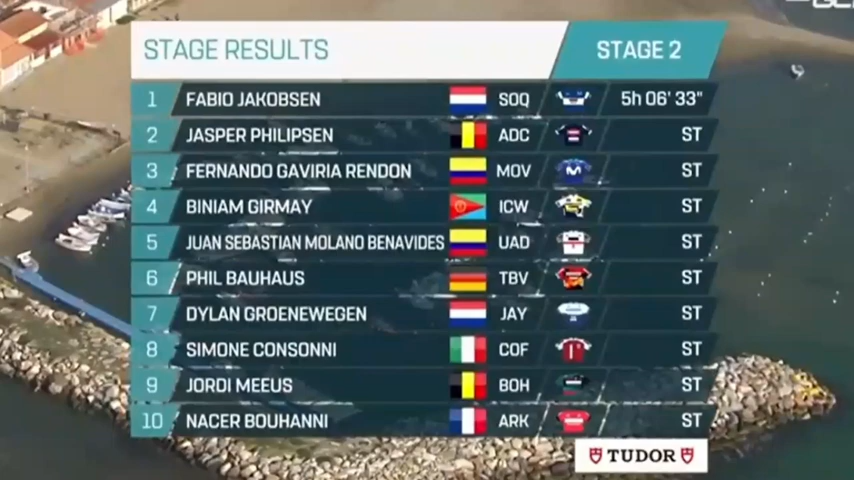 STAGE RESULTS STAGE 2
1 FABIO JAKOBSEN SOQ 5h 06' 33"
2 JASPER PHILIPSEN ADC ST
3 FERNANDO GAVIRIA RENDON MOV ST
4 BINIAM GIRMAY ICW ST
5 JUAN SEBASTIAN MOLANO BENAVIDES UAD ST
6 PHIL BAUHAUS TBV ST
7 DYLAN GROENEWEGEN JAY ST
8 SIMONE CONSONNI COF ST
9 JORDI MEEUS BOH ST
10 NACER BOUHANNI ARK ST
TUDOR